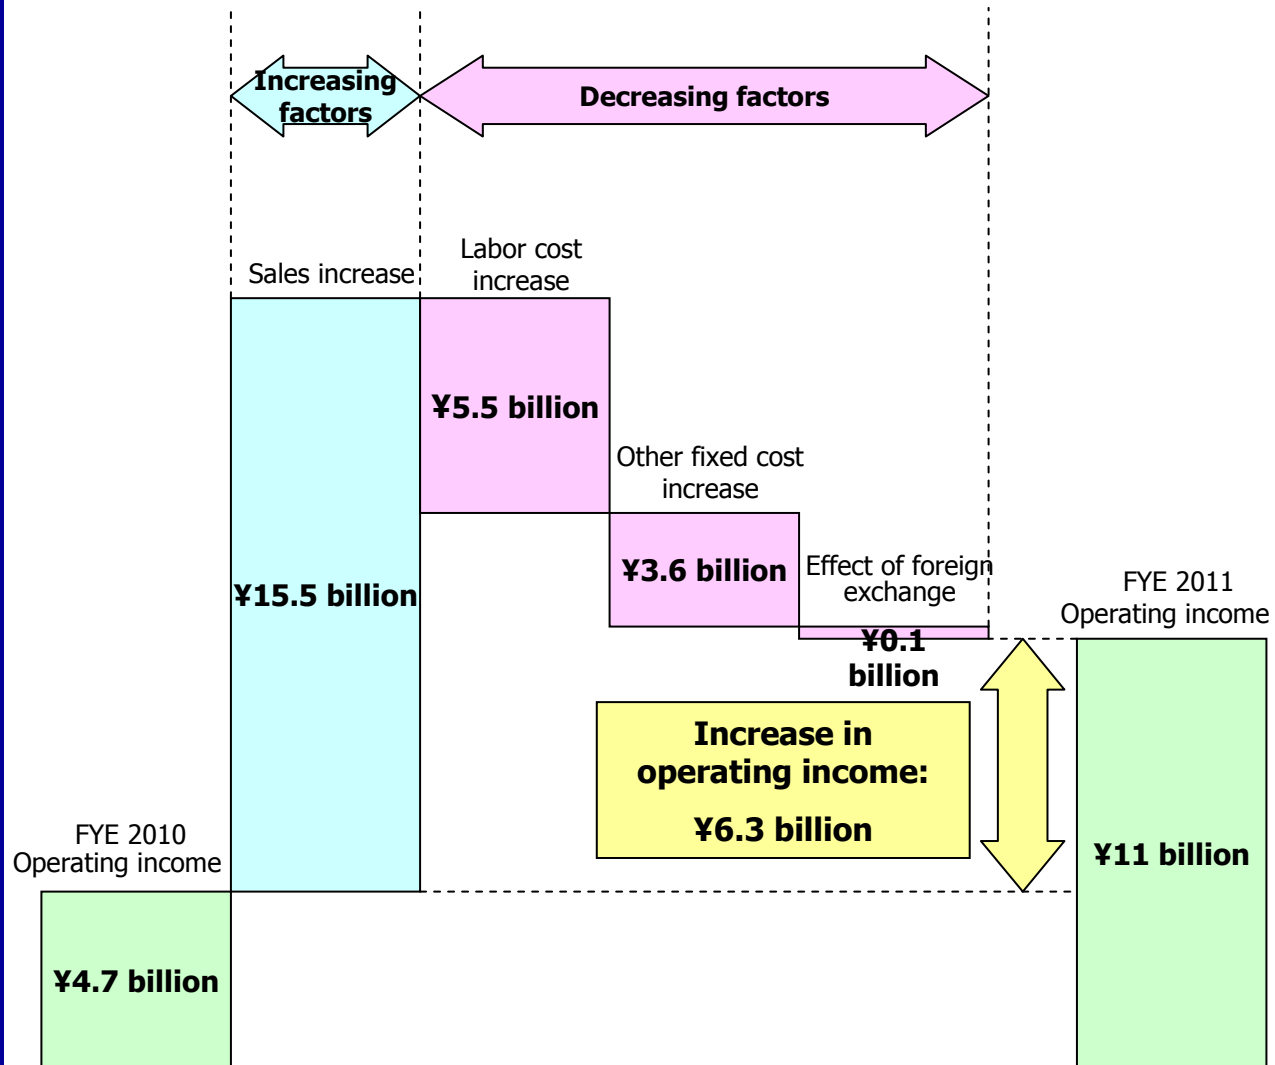 Increasing
factors
Decreasing factors
Sales increase
Labor cost
increase
¥5.5 billion
Other fixed cost
increase
¥3.6 billion
¥15.5 billion
Effect of foreign
exchange
¥0.1
billion
FYE 2011
Operating income
Increase in
operating income:
¥6.3 billion
FYE 2010
Operating income
¥11 billion
¥4.7 billion